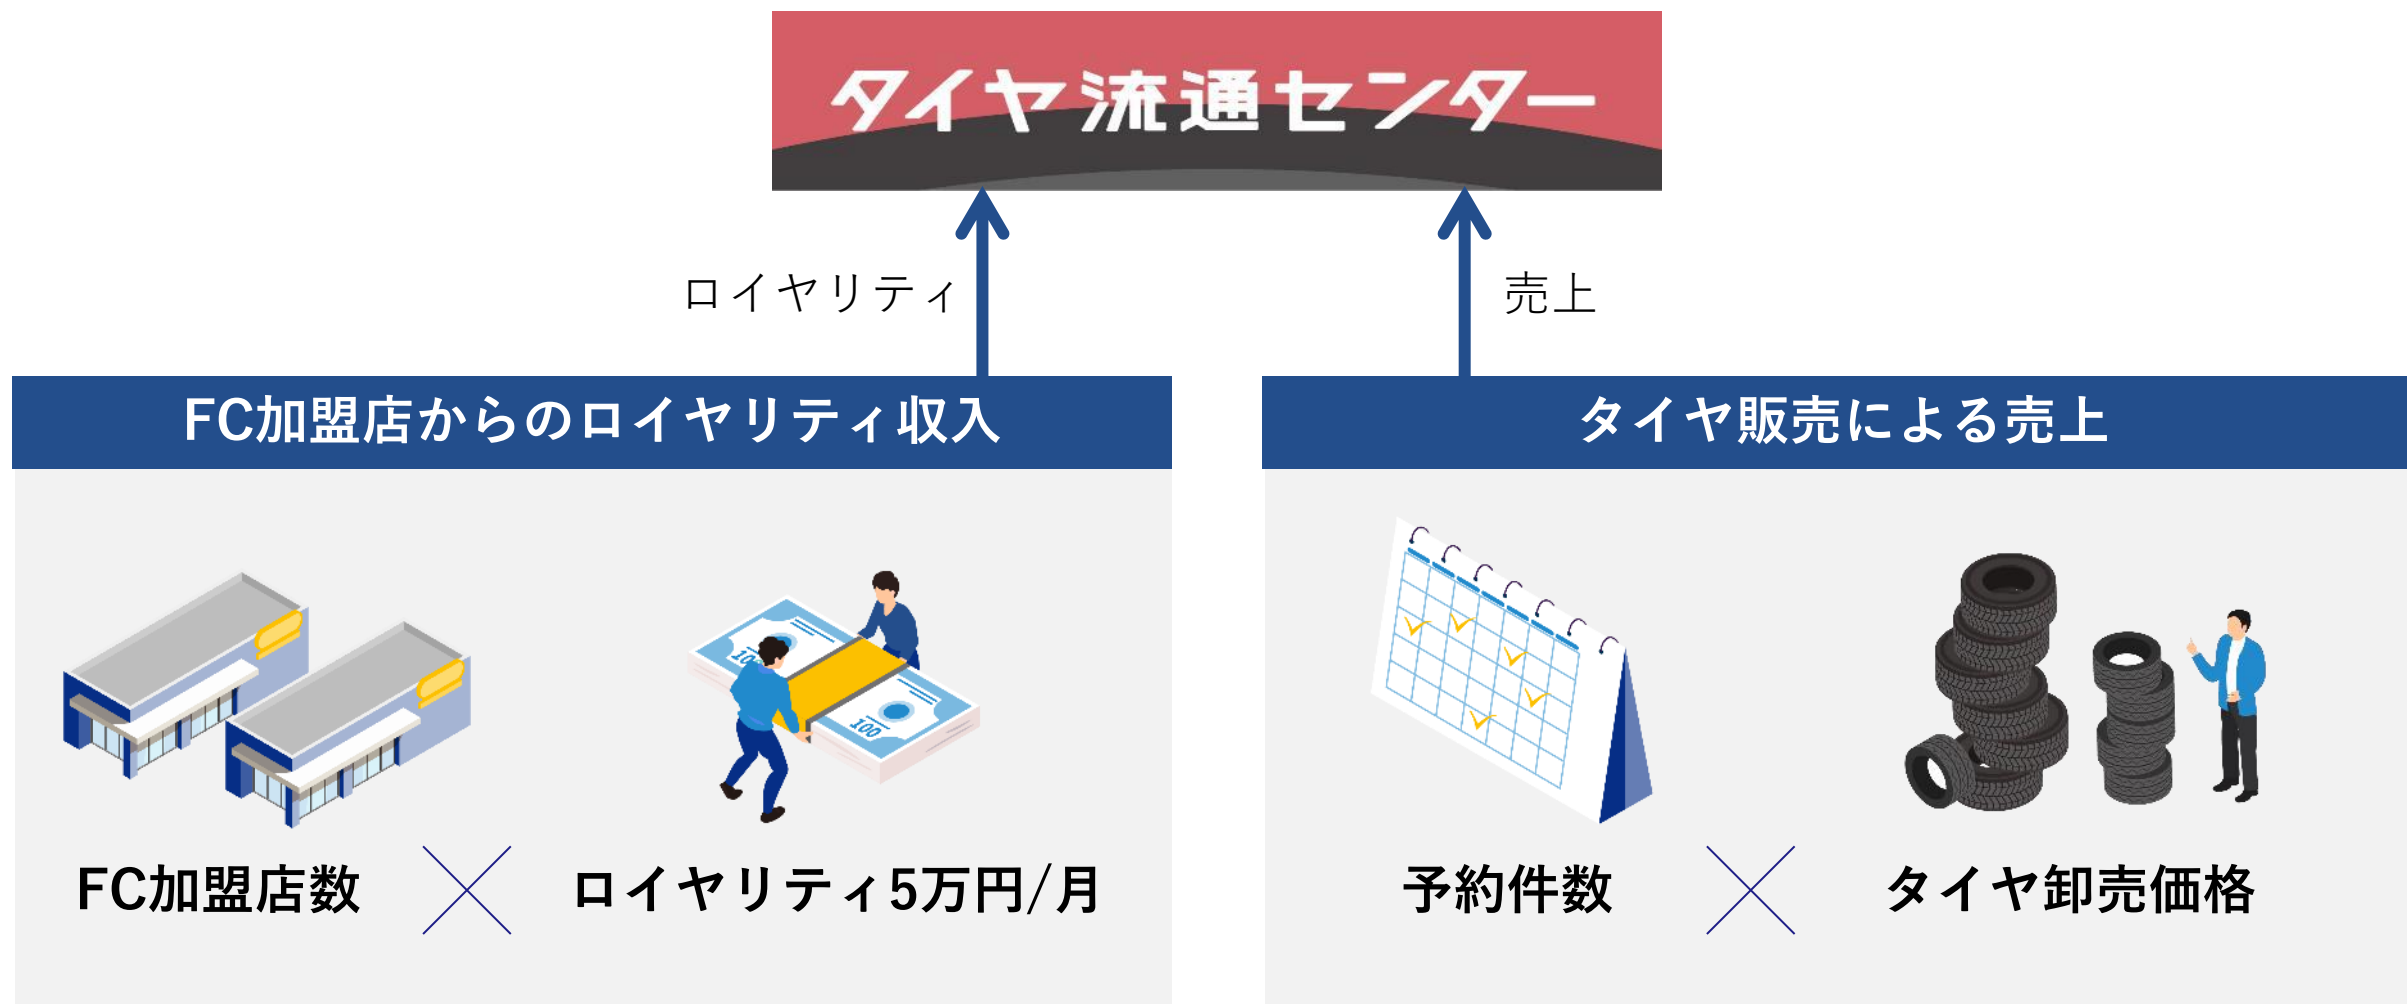 タイヤ流通センター
ロイヤリティ
売上
FC加盟店からのロイヤリティ収入
タイヤ販売による売上
100
100
FC加盟店数
ロイヤリティ5万円/月
予約件数
タイヤ卸売価格